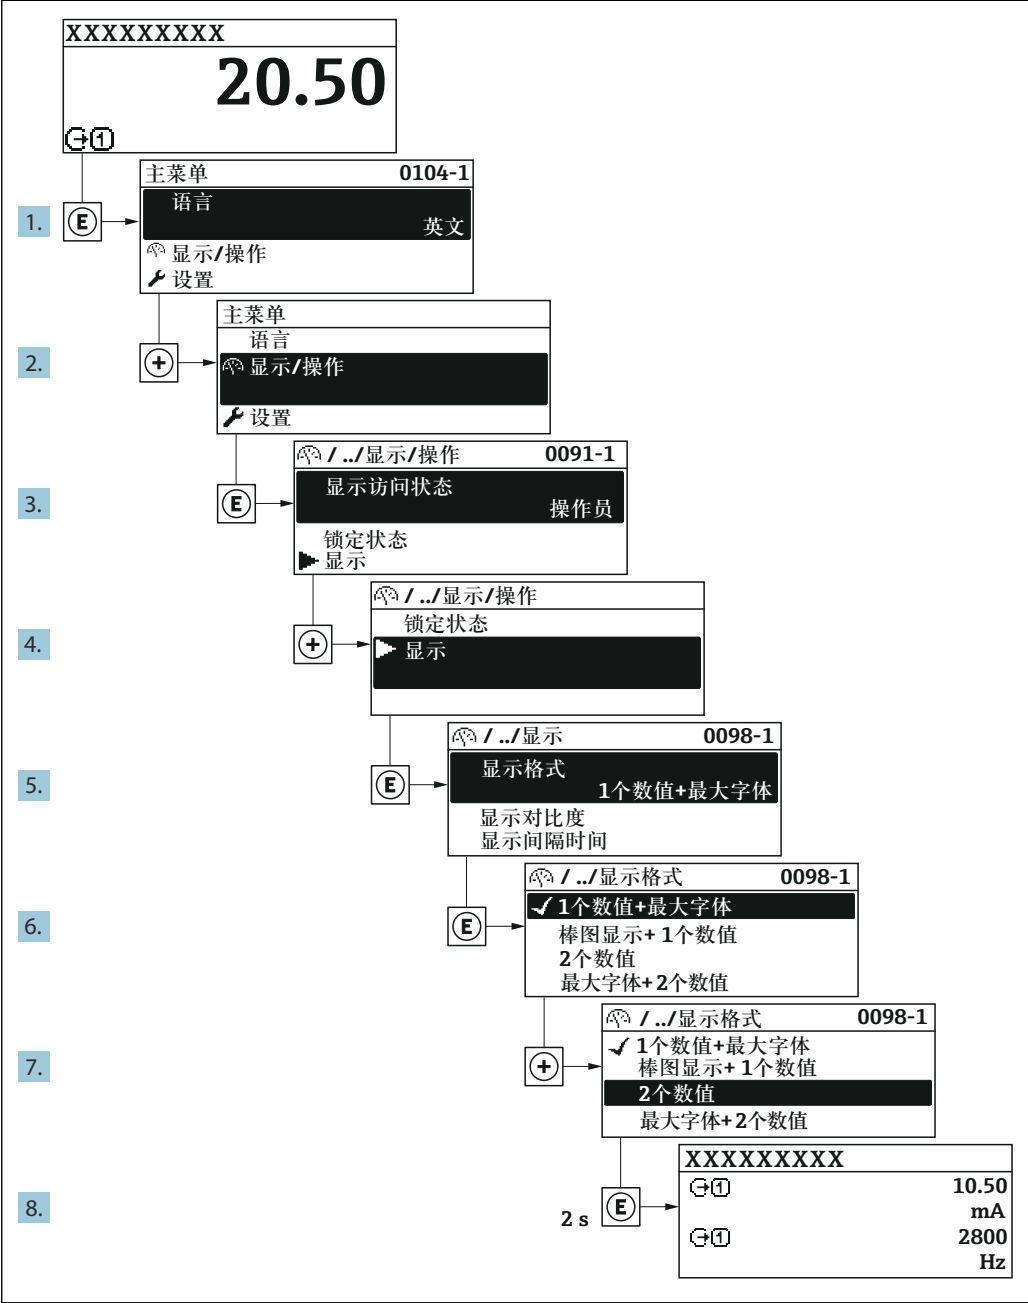 XXXXXXXXX
20.50
1
主菜单 0104-1
语言
英文
显示/操作
设置
1. E
主菜单
语言
显示/操作
设置
2. +
/ ../显示/操作 0091-1
显示访问状态
操作员
锁定状态
显示
3. E
/ ../显示/操作
锁定状态
显示
4. +
/ ../显示 0098-1
显示格式
1个数值+最大字体
显示对比度
显示间隔时间
5. E
/ ../显示格式 0098-1
1个数值+最大字体
棒图显示+ 1个数值
2个数值
最大字体+2个数值
6. E
/ ../显示格式 0098-1
1个数值+最大字体
棒图显示+ 1个数值
2个数值
最大字体+2个数值
7. +
XXXXXXXXX
1 10.50
mA
1 2800
Hz
8. 2 s E